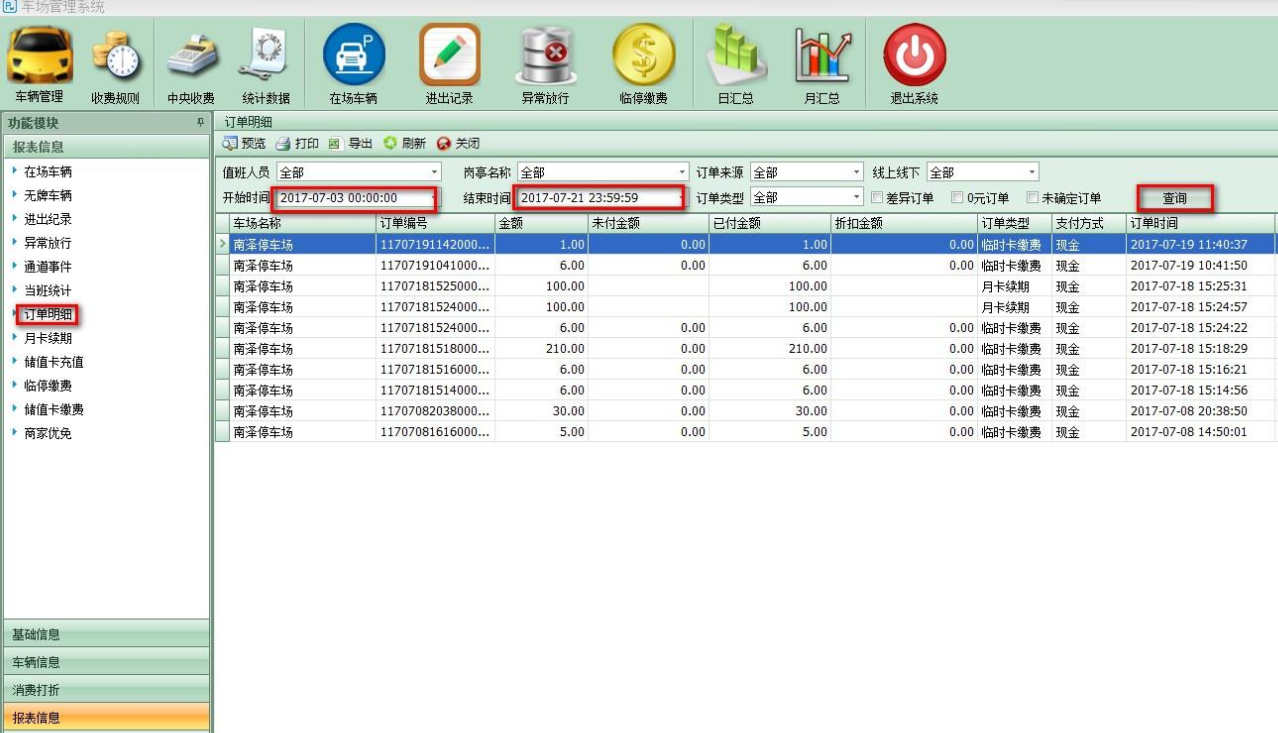 车场管理系统
车辆管理 收费规则 中央收费 统计数据 在场车辆 进出记录 异常放行 临停缴费 日汇总 月汇总 退出系统
功能模块
报表信息
在场车辆
无牌车辆
进出纪录
异常放行
通道事件
当班统计
订单明细
月卡续期
储值卡充值
临停缴费
储值卡缴费
商家优免
基础信息
车辆信息
消费打折
报表信息
订单明细
预览 打印 导出 刷新 关闭
值班人员 全部 岗亭名称 全部 订单来源 全部 线上线下 全部
开始时间 2017-07-03 00:00:00 结束时间 2017-07-21 23:59:59 订单类型 全部 差异订单 0元订单 未确定订单 查询
车场名称 订单编号 金额 未付金额 已付金额 折扣金额 订单类型 支付方式 订单时间
南泽停车场 11707191142000... 1.00 0.00 1.00 0.00 临时卡缴费 现金 2017-07-19 11:40:37
南泽停车场 11707191041000... 6.00 0.00 6.00 0.00 临时卡缴费 现金 2017-07-19 10:41:50
南泽停车场 11707181525000... 100.00 100.00 月卡续期 现金 2017-07-18 15:25:31
南泽停车场 11707181524000... 100.00 100.00 月卡续期 现金 2017-07-18 15:24:57
南泽停车场 11707181524000... 6.00 0.00 6.00 0.00 临时卡缴费 现金 2017-07-18 15:24:22
南泽停车场 11707181518000... 210.00 0.00 210.00 0.00 临时卡缴费 现金 2017-07-18 15:18:29
南泽停车场 11707181516000... 6.00 0.00 6.00 0.00 临时卡缴费 现金 2017-07-18 15:16:21
南泽停车场 11707181514000... 6.00 0.00 6.00 0.00 临时卡缴费 现金 2017-07-18 15:14:56
南泽停车场 11707082038000... 30.00 0.00 30.00 0.00 临时卡缴费 现金 2017-07-08 20:38:50
南泽停车场 11707081616000... 5.00 0.00 5.00 0.00 临时卡缴费 现金 2017-07-08 14:50:01